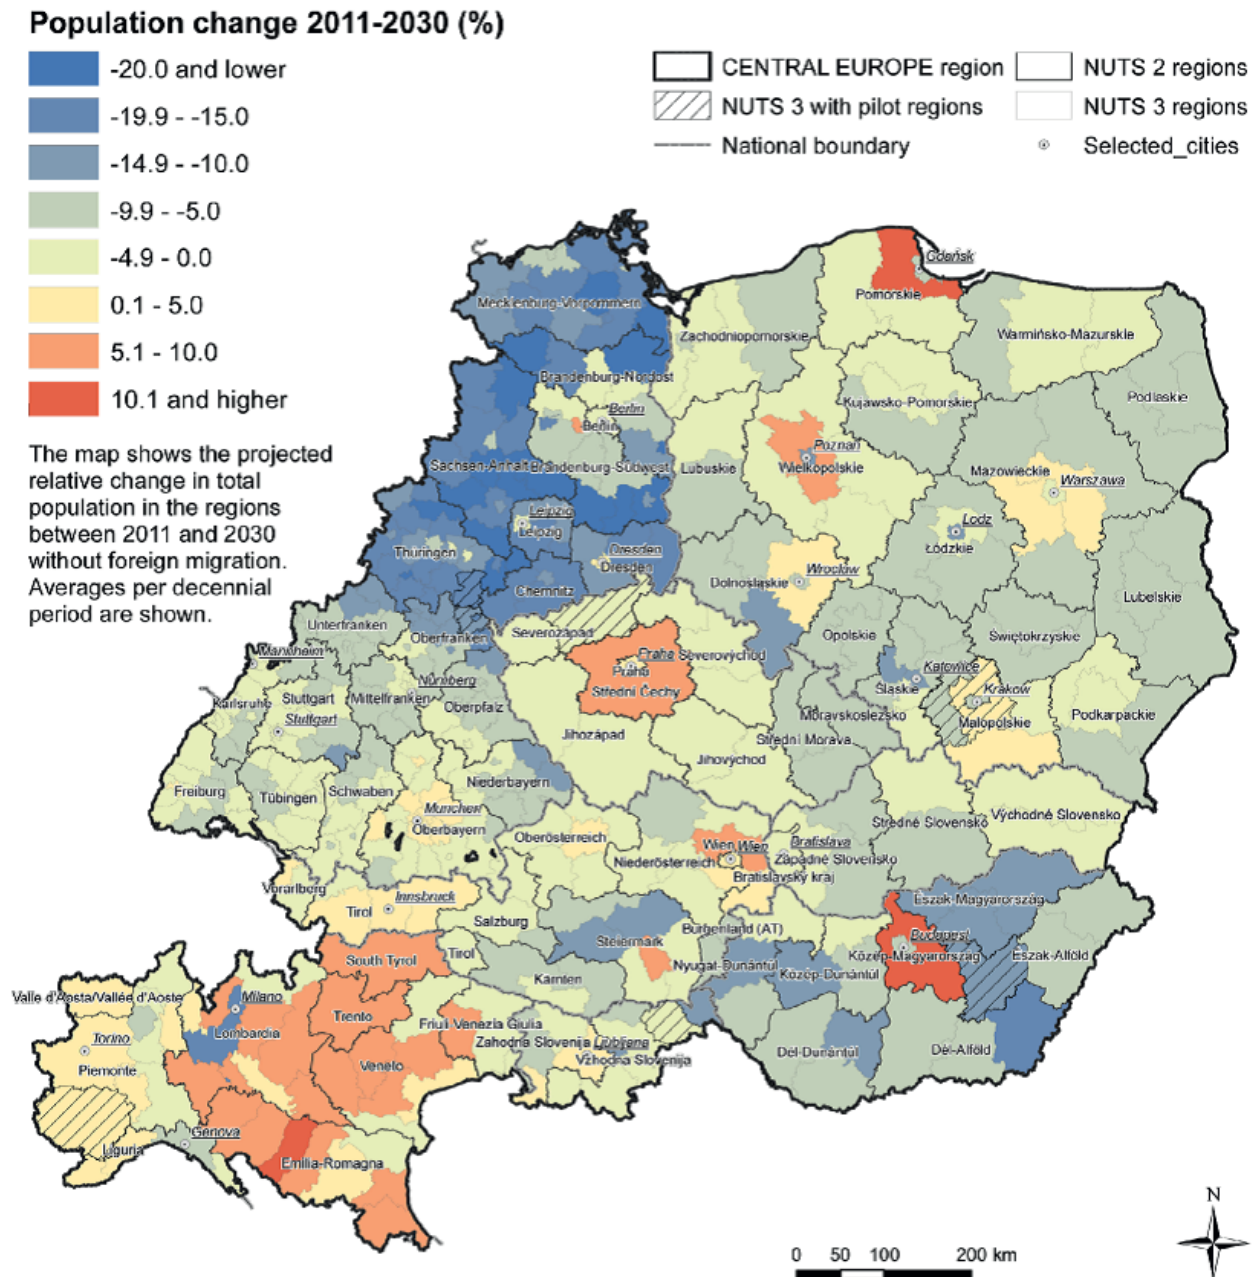 Population change 2011-2030 (%)
-20.0 and lower
-19.9 - -15.0
-14.9 - -10.0
-9.9 - -5.0
-4.9 - 0.0
0.1 - 5.0
5.1 - 10.0
10.1 and higher
CENTRAL EUROPE region
NUTS 2 regions
NUTS 3 with pilot regions
NUTS 3 regions
National boundary
Selected_cities
The map shows the projected
relative change in total
population in the regions
between 2011 and 2030
without foreign migration.
Averages per decennial
period are shown.
Gdańsk
Pomorskie
Mecklenburg-Vorpommern
Zachodniopomorskie
Warmińsko-Mazurskie
Brandenburg-Nordost
Podlaskie
Kujawsko-Pomorskie
Berlin
Berlin
Poznań
Wielkopolskie
Sachsen-Anhalt
Brandenburg-Südwest
Lubuskie
Mazowieckie
Warszawa
Leipzig
Leipzig
Lodz
Łódzkie
Thüringen
Dresden
Dresden
Wroclaw
Dolnośląskie
Chemnitz
Lubelskie
Unterfranken
Oberfranken
Severozápad
Opolskie
Świętokrzyskie
Mannheim
Praha
Severovýchod
Praha
Katowice
Nürnberg
Śląskie
Kraków
Střední Čechy
Karlsruhe
Stuttgart
Mittelfranken
Oberpfalz
Stuttgart
Moravskoslezsko
Małopolskie
Podkarpackie
Jihozápad
Střední Morava
Jihovýchod
Niederbayern
Freiburg
Tübingen
Schwaben
Munchen
Oberbayern
Stredné Slovensko
Východné Slovensko
Oberösterreich
Wien
Wien
Bratislava
Niederösterreich
Západné Slovensko
Bratislavský kraj
Vorarlberg
Innsbruck
Tirol
Salzburg
Észak-Magyarország
Burgenland (AT)
Steiermark
Budapest
South Tyrol
Tirol
Közép-Magyarország
Észak-Alföld
Nyugat-Dunántúl
Közép-Dunántúl
Kärnten
Valle d'Aosta/Vallée d'Aoste
Milano
Trento
Lombardia
Friuli-Venezia Giulia
Torino
Zahodna Slovenija
Ljubljana
Dél-Dunántúl
Dél-Alföld
Vzhodna Slovenija
Veneto
Piemonte
Genova
Liguria
Emilia-Romagna
N
0 50 100 200 km